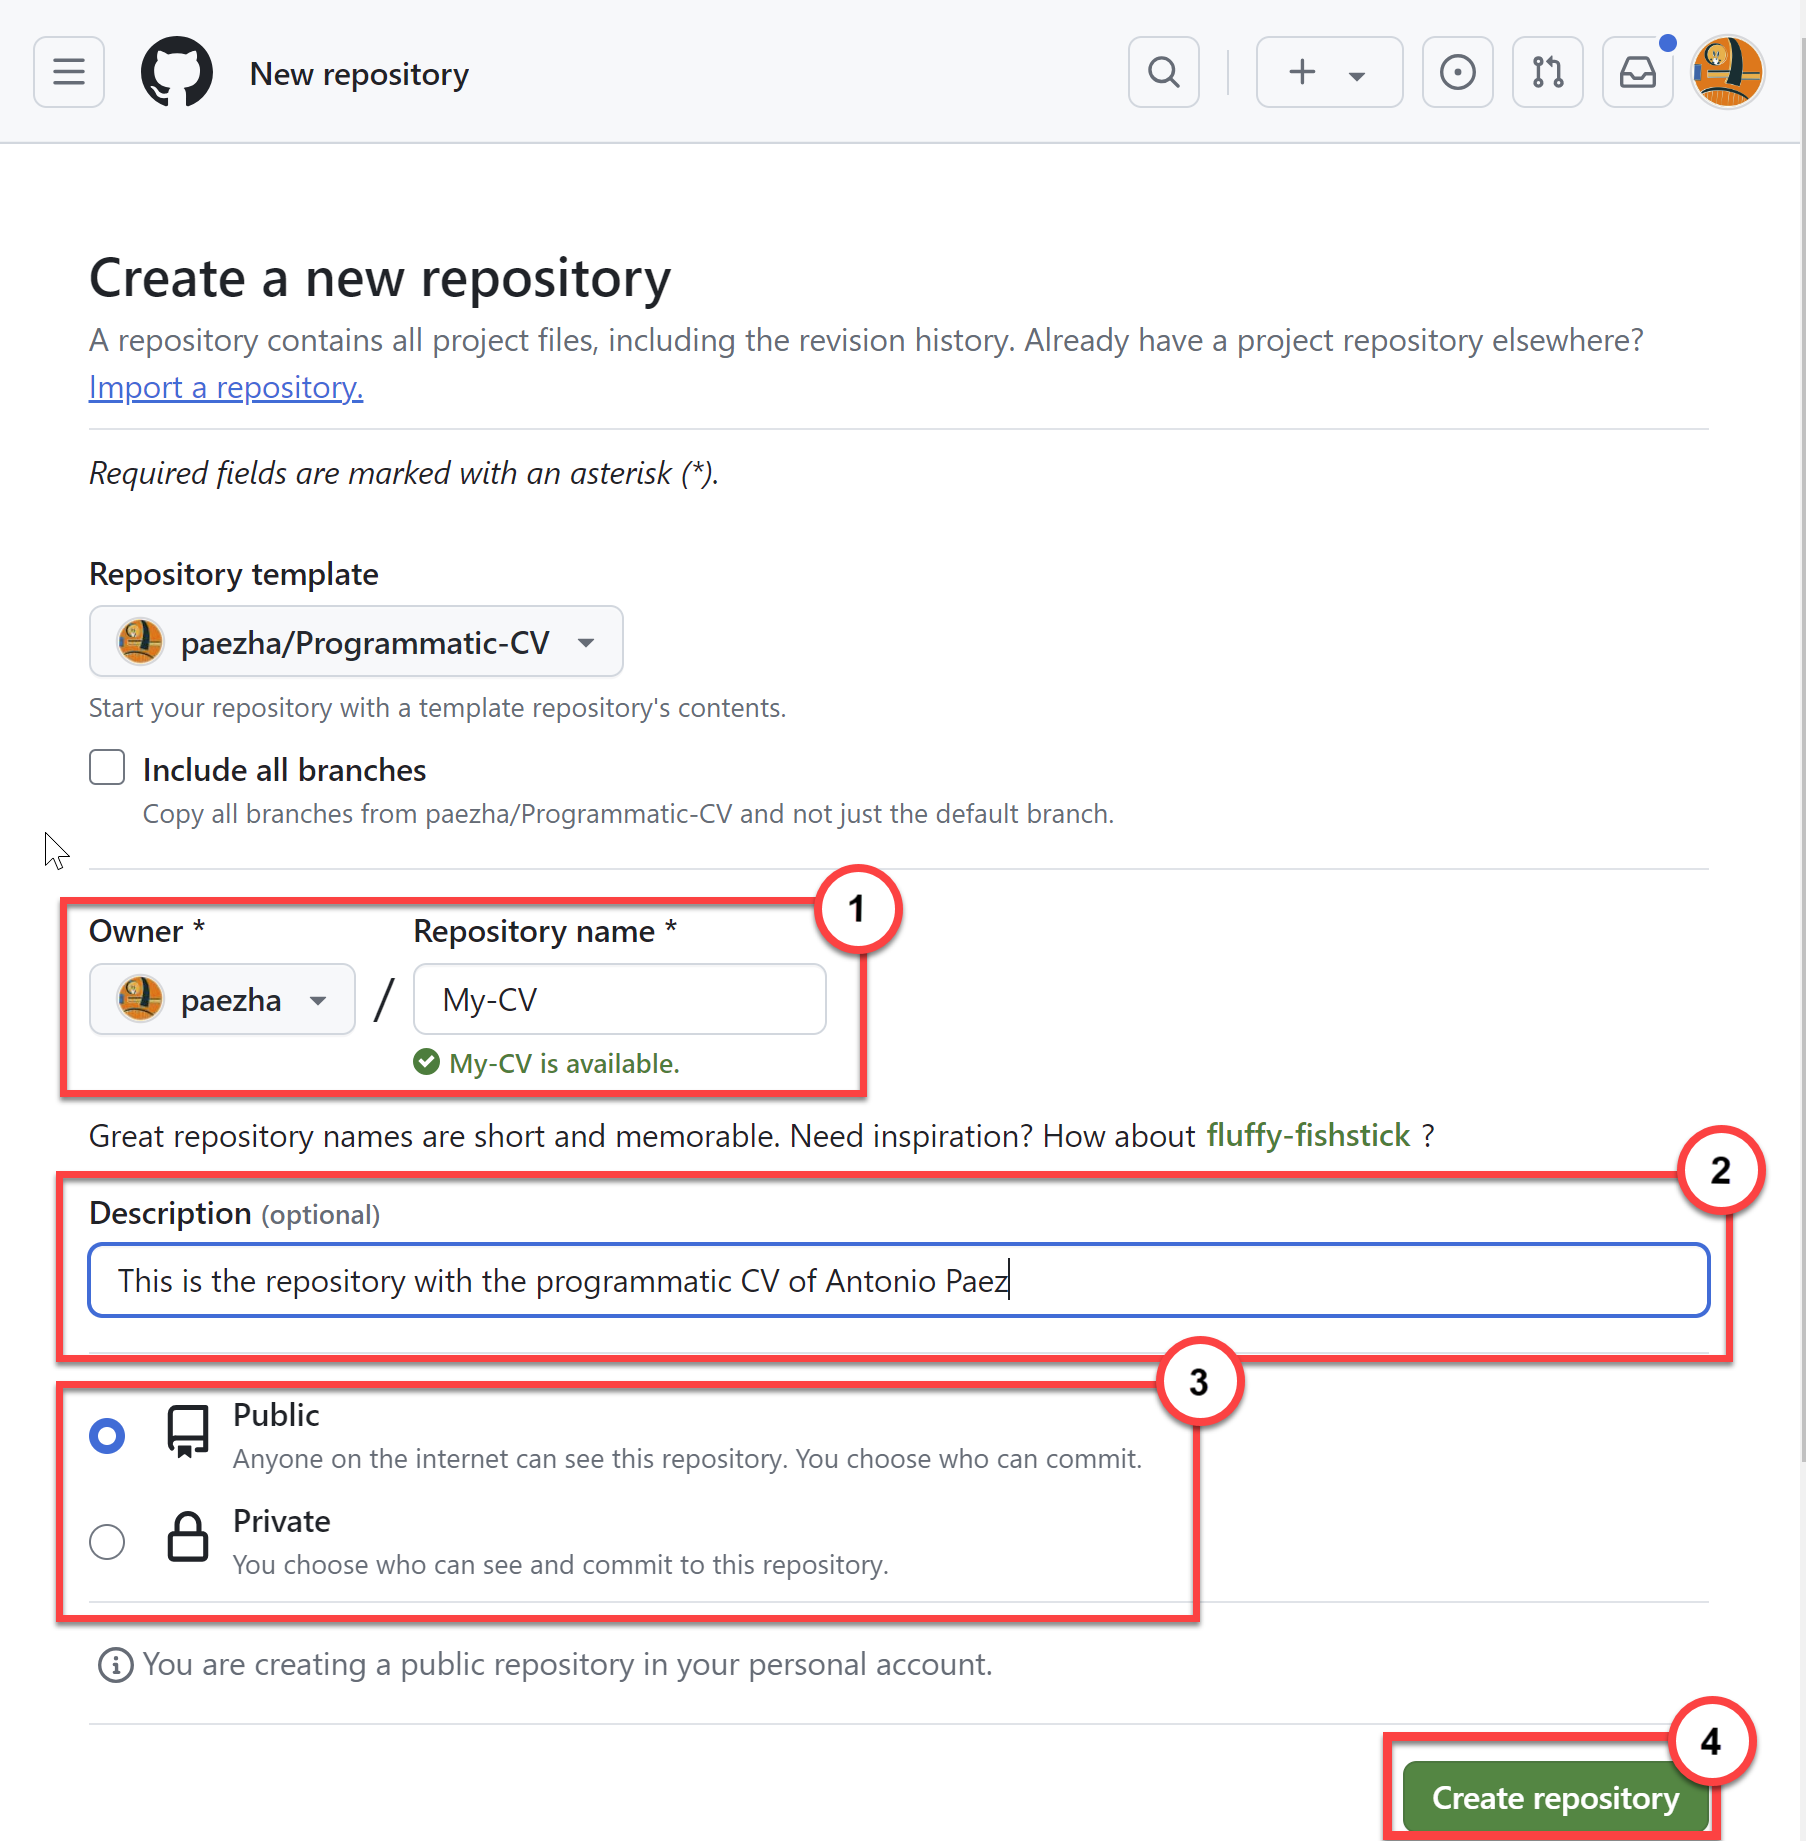 New repository
Create a new repository
A repository contains all project files, including the revision history. Already have a project repository elsewhere?
Import a repository.
Required fields are marked with an asterisk (*).
Repository template
paezha/Programmatic-CV
Start your repository with a template repository's contents.
Include all branches
Copy all branches from paezha/Programmatic-CV and not just the default branch.
1
Owner * Repository name *
paezha / My-CV
My-CV is available.
Great repository names are short and memorable. Need inspiration? How about fluffy-fishstick ?
2
Description (optional)
This is the repository with the programmatic CV of Antonio Paez
3
Public
Anyone on the internet can see this repository. You choose who can commit.
Private
You choose who can see and commit to this repository.
You are creating a public repository in your personal account.
4
Create repository